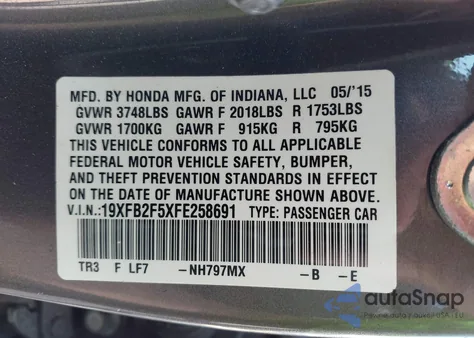 MFD. BY HONDA MFG. OF INDIANA, LLC 05/'15
GVWR 3748LBS GAWR F 2018LBS R 1753LBS
GVWR 1700KG GAWR F 915KG R 795KG
THIS VEHICLE CONFORMS TO ALL APPLICABLE
FEDERAL MOTOR VEHICLE SAFETY, BUMPER,
AND THEFT PREVENTION STANDARDS IN EFFECT
ON THE DATE OF MANUFACTURE SHOWN ABOVE.
V.I.N.:19XFB2F5XFE258691 TYPE: PASSENGER CAR
TR3 F LF7 -NH797MX -B -E
autoSnap